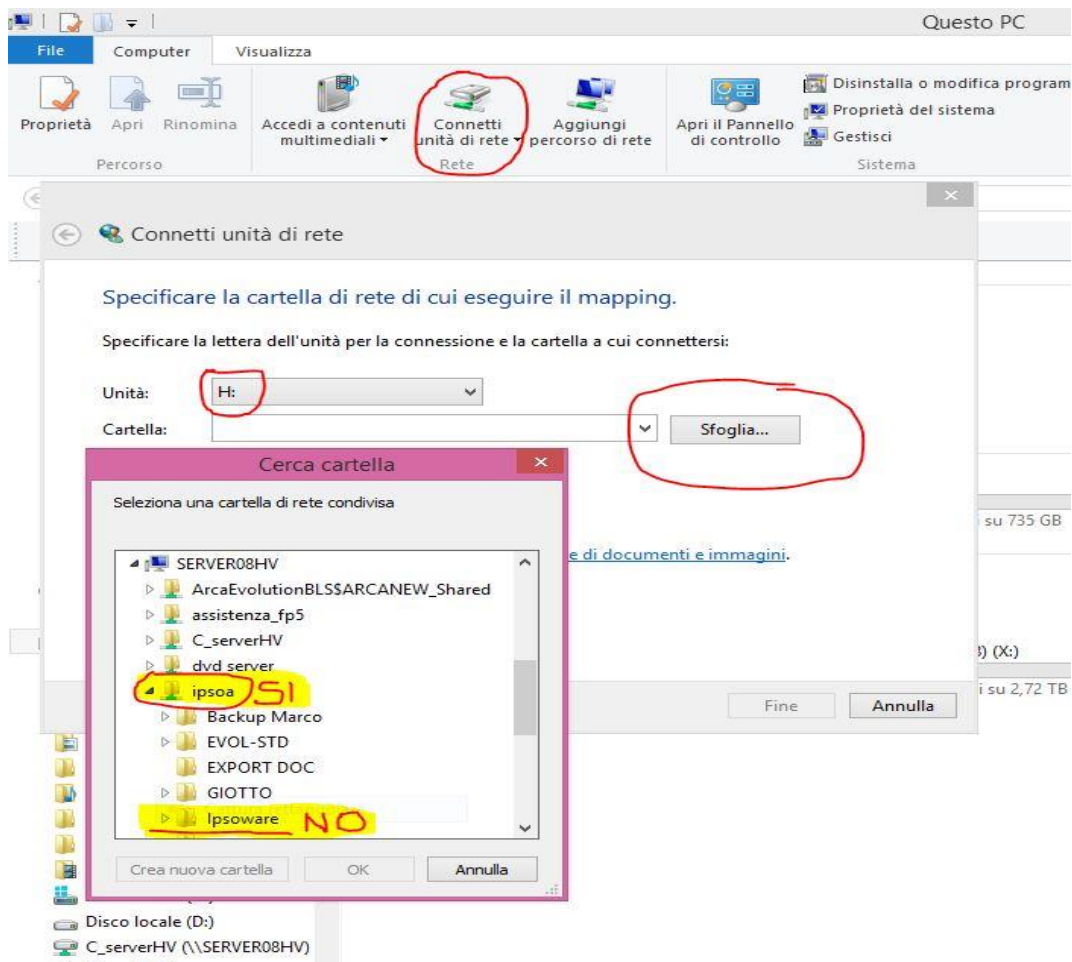 Questo PC
File Computer Visualizza
Proprietà Apri Rinomina Accedi a contenuti multimediali Connetti unità di rete Aggiungi percorso di rete Apri il Pannello di controllo
Disinstalla o modifica program
Proprietà del sistema
Gestisci
Percorso Rete Sistema
Connetti unità di rete
Specificare la cartella di rete di cui eseguire il mapping.
Specificare la lettera dell'unità per la connessione e la cartella a cui connettersi:
Unità: H:
Cartella: Sfoglia...
Cerca cartella
Seleziona una cartella di rete condivisa
SERVER08HV
ArcaEvolutionBLS$ARCANEW_Shared
assistenza_fp5
C_serverHV
dvd server
ipsoa SI
Backup Marco
EVOL-STD
EXPORT DOC
GIOTTO
Ipsoware NO
Crea nuova cartella OK Annulla
e di documenti e immagini.
su 735 GB
) (X:)
i su 2,72 TB
Fine Annulla
Disco locale (D:)
C_serverHV (\\SERVER08HV)